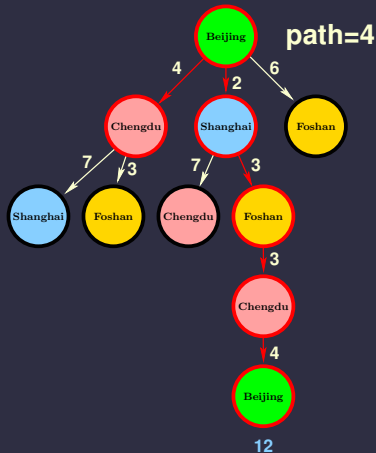 Beijing
path=4
4
2
6
Chengdu
Shanghai
Foshan
7
3
7
3
Shanghai
Foshan
Chengdu
Foshan
3
Chengdu
4
Beijing
12